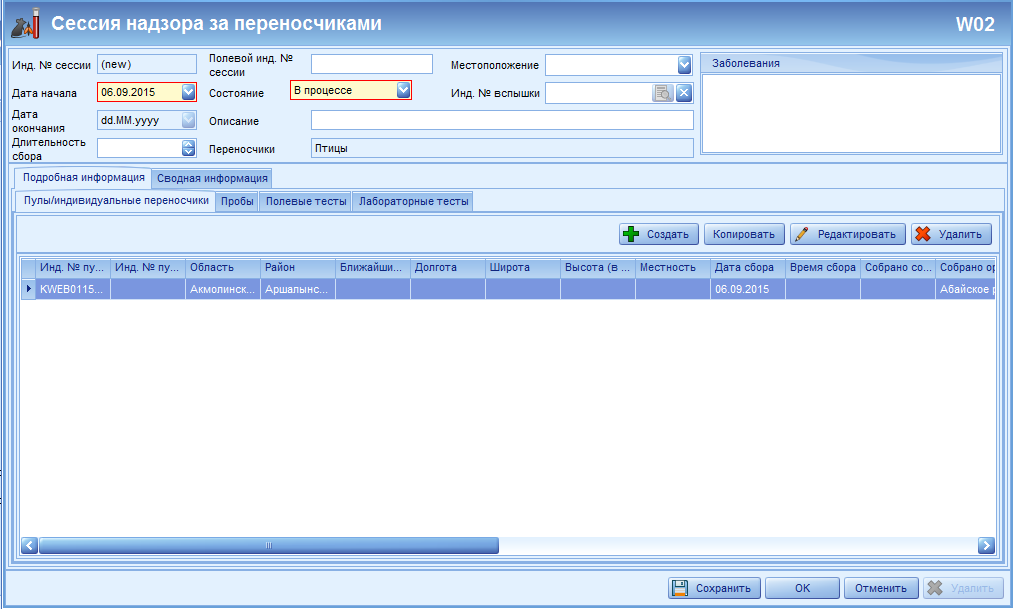 Сессия надзора за переносчиками
W02
Инд. № сессии (new)
Полевой инд. № сессии
Местоположение
Заболевания
Дата начала 06.09.2015
Состояние В процессе
Инд. № вспышки
Дата окончания dd.MM.yyyy
Описание
Длительность сбора
Переносчики Птицы
Подробная информация Сводная информация
Пулы/индивидуальные переносчики Пробы Полевые тесты Лабораторные тесты
Создать Копировать Редактировать Удалить
Инд. № пу... Инд. № пу... Область Район Ближайши... Долгота Широта Высота (в ... Местность Дата сбора Время сбора Собрано со... Собрано ор
KWEB0115... Акмолинск... Аршалынс... 06.09.2015 Абайское р
Сохранить OK Отменить Удалить